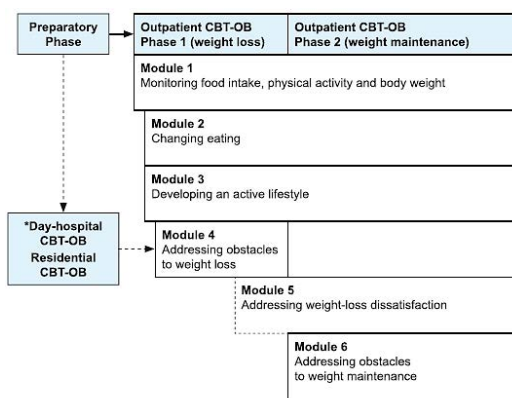 Preparatory
Phase
Outpatient CBT-OB
Phase 1 (weight loss)
Outpatient CBT-OB
Phase 2 (weight maintenance)
Module 1
Monitoring food intake, physical activity and body weight
Module 2
Changing eating
Module 3
Developing an active lifestyle
*Day-hospital
CBT-OB
Residential
CBT-OB
Module 4
Addressing obstacles
to weight loss
Module 5
Addressing weight-loss dissatisfaction
Module 6
Addressing obstacles
to weight maintenance